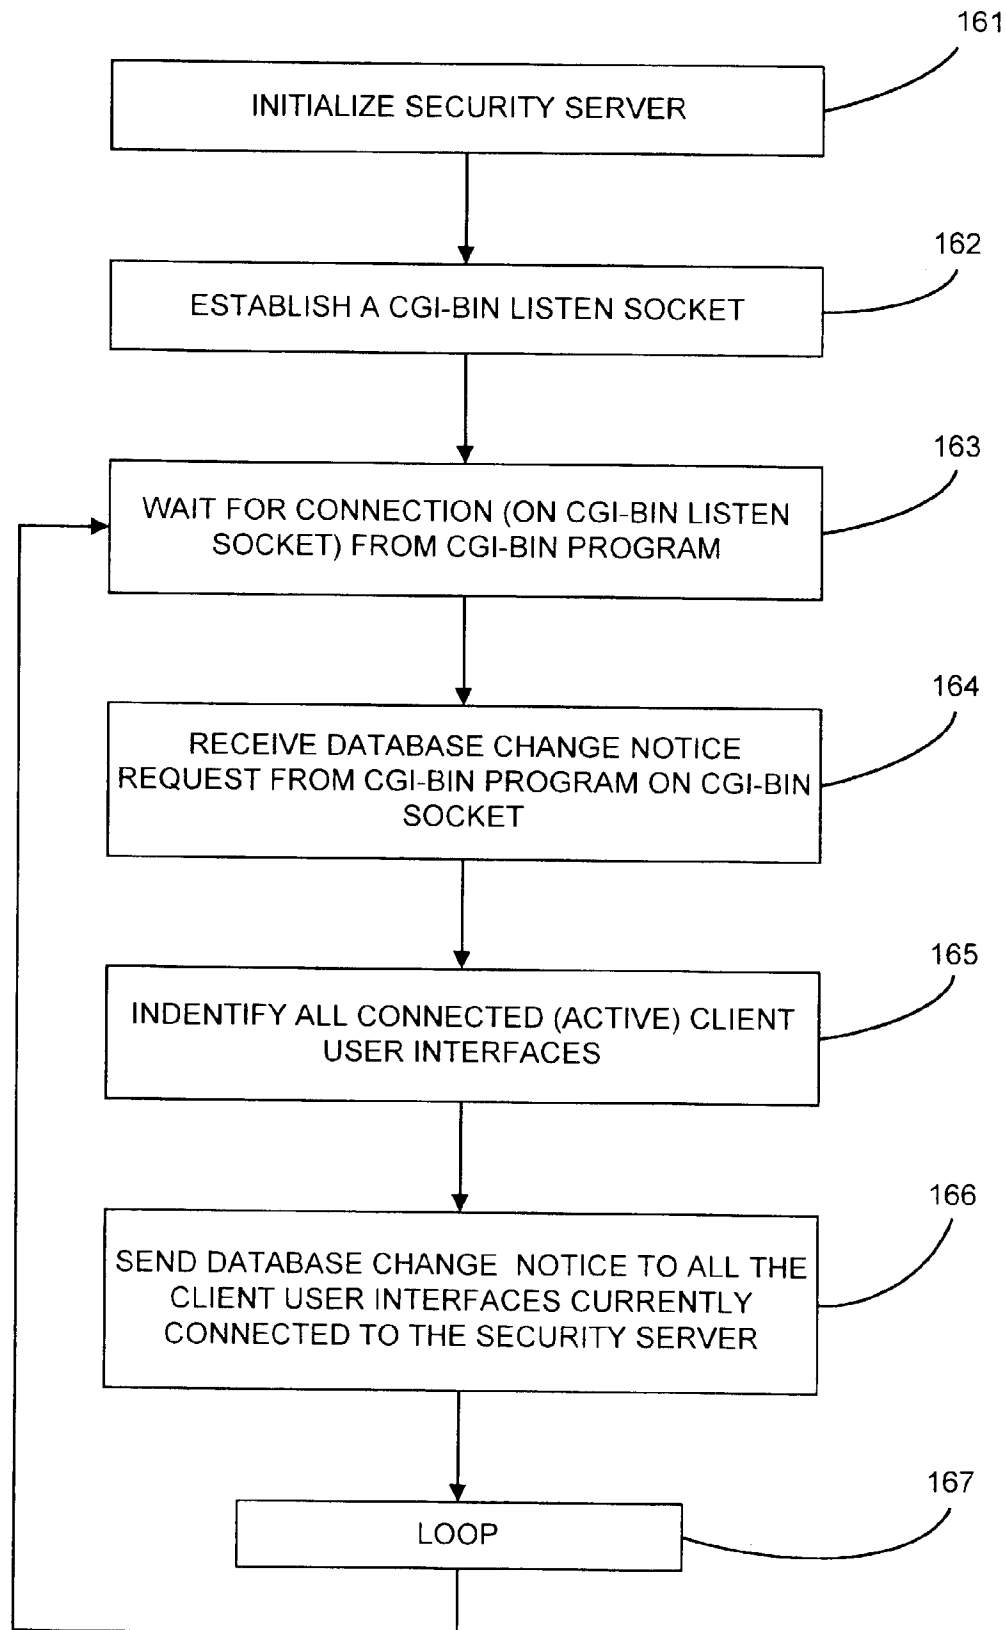 161
INITIALIZE SECURITY SERVER
162
ESTABLISH A CGI-BIN LISTEN SOCKET
163
WAIT FOR CONNECTION (ON CGI-BIN LISTEN
SOCKET) FROM CGI-BIN PROGRAM
164
RECEIVE DATABASE CHANGE NOTICE
REQUEST FROM CGI-BIN PROGRAM ON CGI-BIN
SOCKET
165
INDENTIFY ALL CONNECTED (ACTIVE) CLIENT
USER INTERFACES
166
SEND DATABASE CHANGE NOTICE TO ALL THE
CLIENT USER INTERFACES CURRENTLY
CONNECTED TO THE SECURITY SERVER
167
LOOP